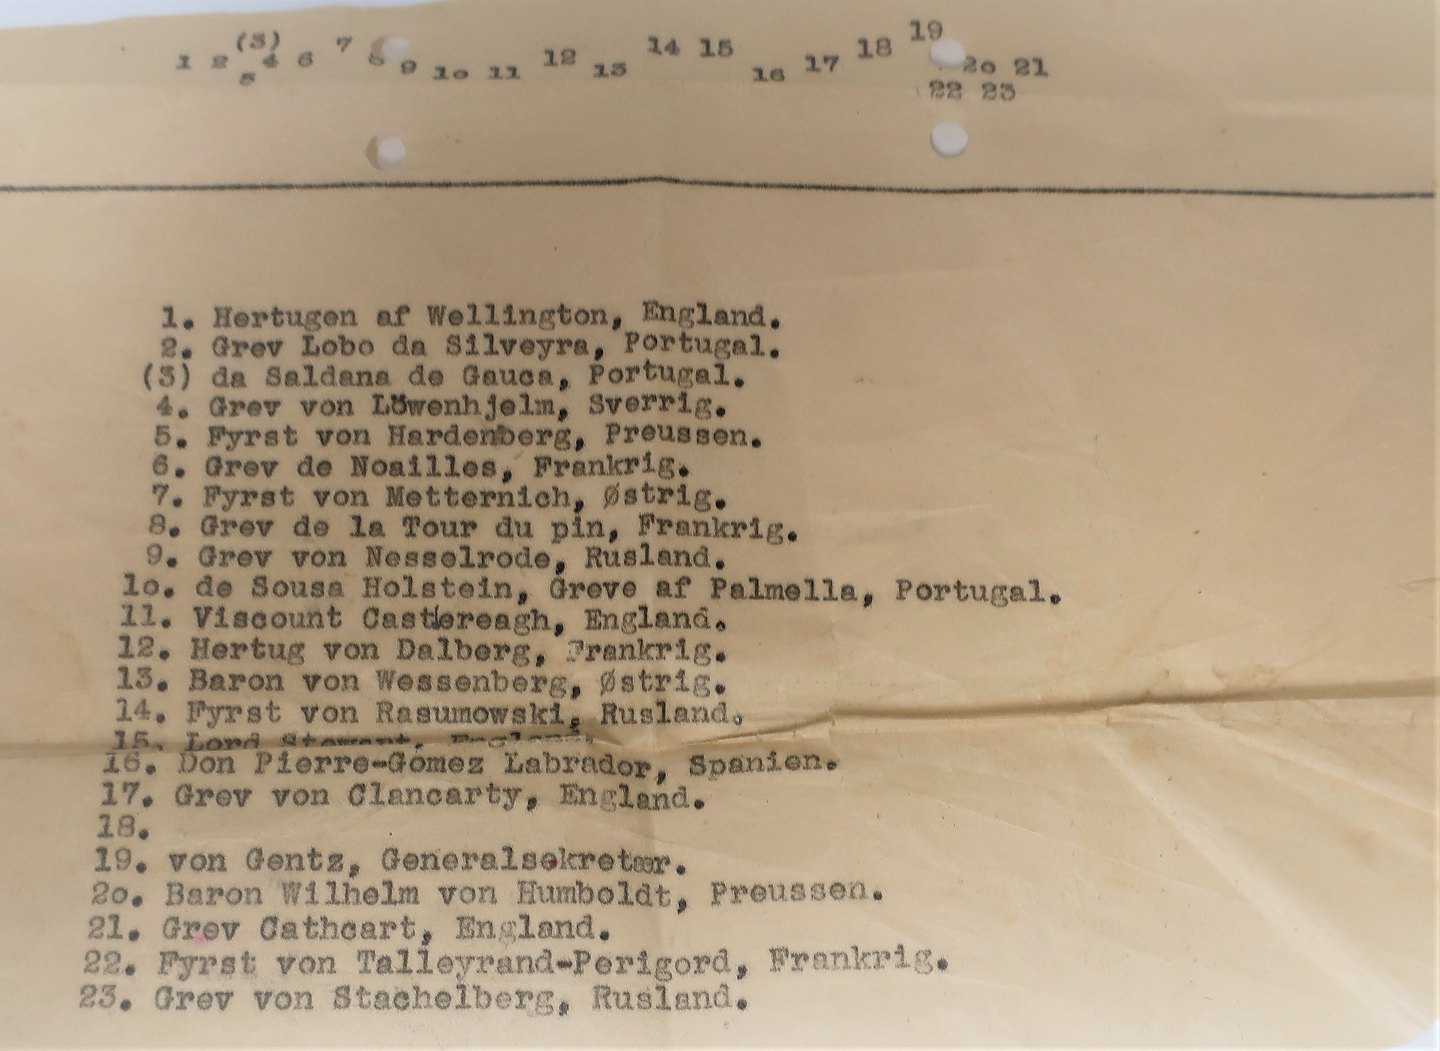 (3) 7 14 15 18 19
1 2 4 6 8 9 10 11 12 13 16 17 20 21
5 22 23
1. Hertugen af Wellington, England.
2. Grev Lobo da Silveyra, Portugal.
(3) da Saldana de Gauca, Portugal.
4. Grev von Löwenhjelm, Sverrig.
5. Fyrst von Hardenberg, Preussen.
6. Grev de Noailles, Frankrig.
7. Fyrst von Metternich, Østrig.
8. Grev de la Tour du pin, Frankrig.
9. Grev von Nesselrode, Rusland.
1o. de Sousa Holstein, Greve af Palmella, Portugal.
11. Viscount Castlereagh, England.
12. Hertug von Dalberg, Frankrig.
13. Baron von Wessenberg, Østrig.
14. Fyrst von Rasumowski, Rusland.
15. Lord Stewart, England.
16. Don Pierre-Gomez Labrador, Spanien.
17. Grev von Clancarty, England.
18.
19. von Gentz, Generalsekretær.
2o. Baron Wilhelm von Humboldt, Preussen.
21. Grev Cathcart, England.
22. Fyrst von Talleyrand-Perigord, Frankrig.
23. Grev von Stachelberg, Rusland.